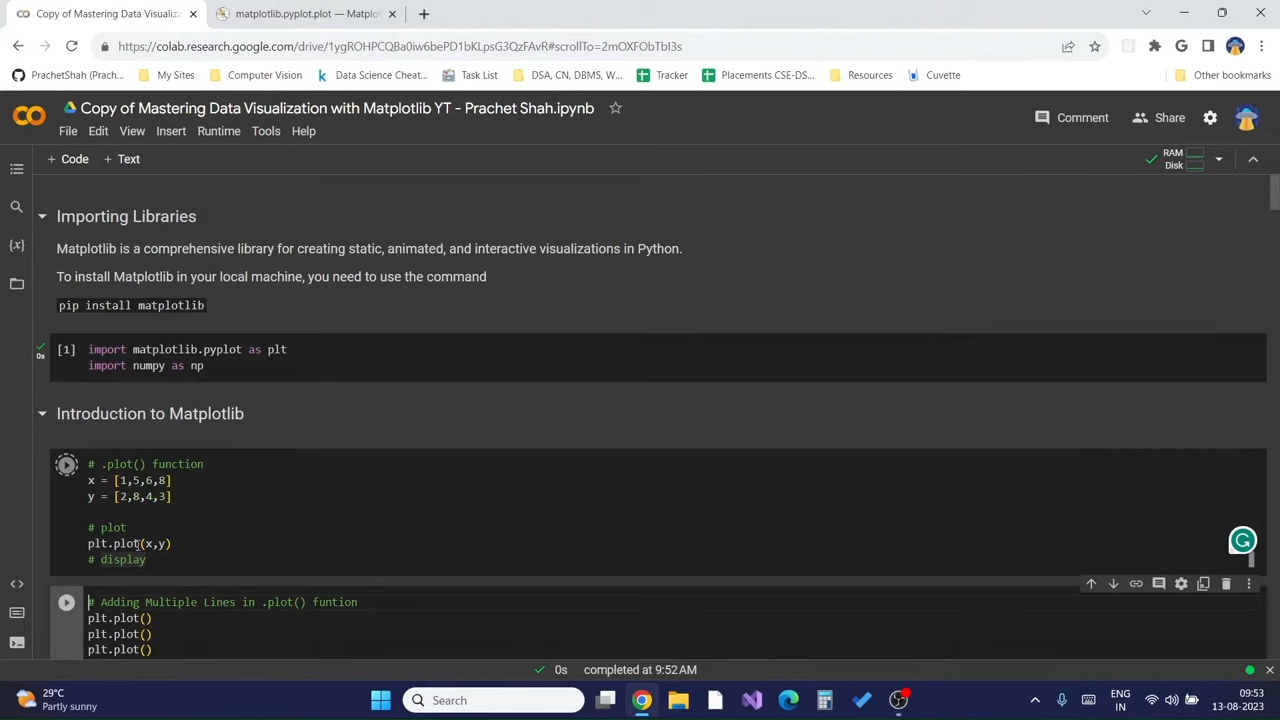 Copy of Mastering Data Visualiza
matplotlib.pyplot.plot — Matplot
https://colab.research.google.com/drive/1ygROHPCQBa0iw6bePD1bKLpsG3QzFAvR#scrollTo=2mOXFObTbI3s
PrachetShah (Prach... My Sites Computer Vision Data Science Cheat... Task List DSA, CN, DBMS, W... Tracker Placements CSE-DS... Resources Cuvette Other bookmarks
Copy of Mastering Data Visualization with Matplotlib YT - Prachet Shah.ipynb
Comment Share
File Edit View Insert Runtime Tools Help
+ Code + Text
RAM
Disk
Importing Libraries
Matplotlib is a comprehensive library for creating static, animated, and interactive visualizations in Python.
To install Matplotlib in your local machine, you need to use the command
pip install matplotlib
[1] import matplotlib.pyplot as plt
0s import numpy as np
Introduction to Matplotlib
# .plot() function
x = [1,5,6,8]
y = [2,8,4,3]
# plot
plt.plot(x,y)
# display
# Adding Multiple Lines in .plot() funtion
plt.plot()
plt.plot()
plt.plot()
0s completed at 9:52 AM
29°C
Partly sunny
Search
ENG
IN
09:53
13-08-2023